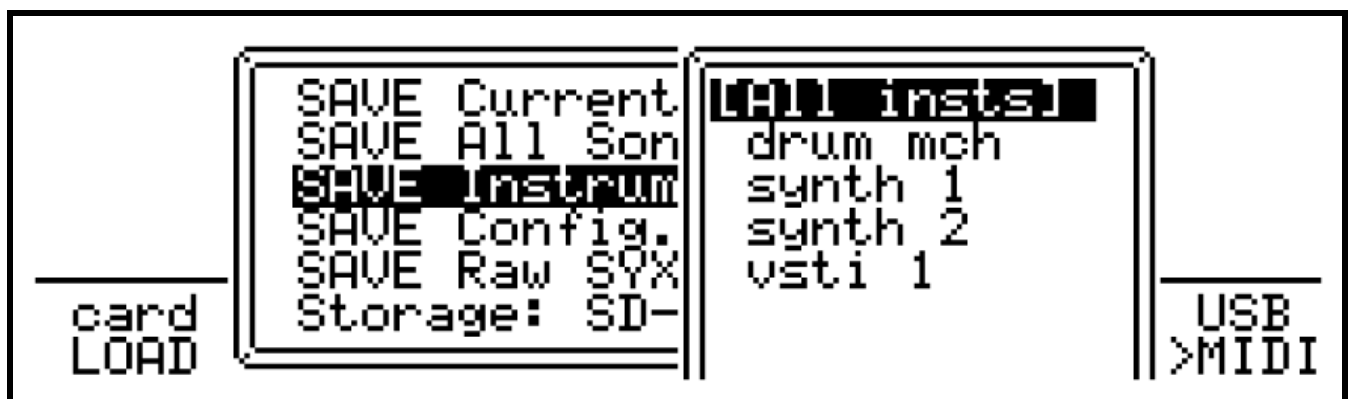 SAVE Current
SAVE All Son
SAVE Instrum
SAVE Config.
SAVE Raw SYX
Storage: SD-
[All insts]
drum mch
synth 1
synth 2
vsti 1
card
LOAD
USB
>MIDI